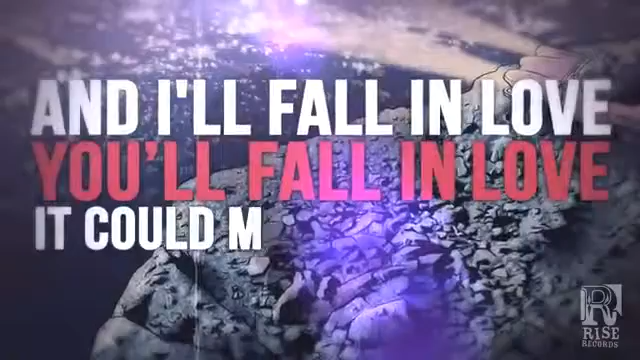 AND I'LL FALL IN LOVE
YOU'LL FALL IN LOVE
IT COULD M
R
RISE
RECORDS